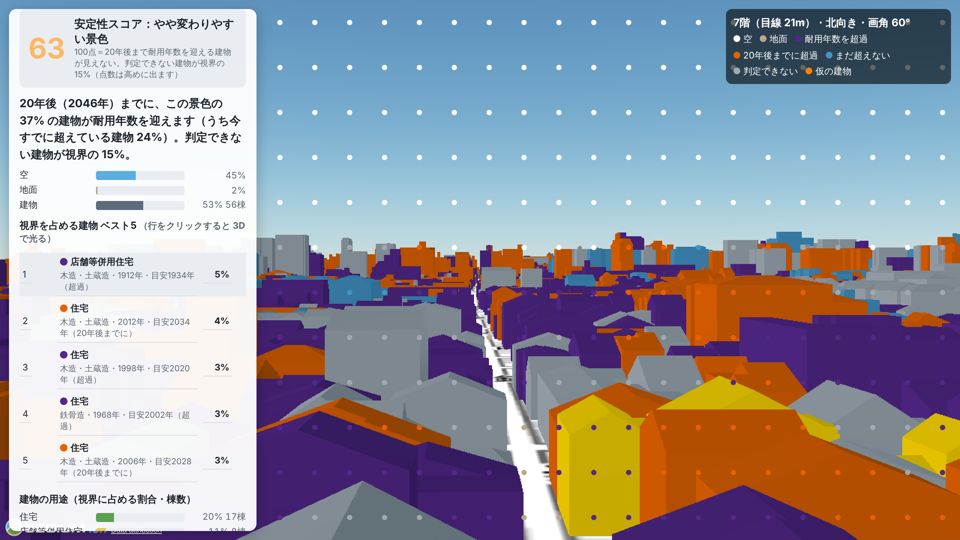 63
安定性スコア：やや変わりやす
い景色
100点＝20年後まで耐用年数を迎える建物
が見えない。判定できない建物が視界の
15%（点数は高めに出ます）
20年後（2046年）までに、この景色の
37% の建物が耐用年数を迎えます（うち今
すでに超えている建物 24%）。判定できな
い建物が視界の 15%。
空 45%
地面 2%
建物 53% 56棟
視界を占める建物 ベスト5 （行をクリックすると 3D
で光る）
1 店舗等併用住宅 5%
木造・土蔵造・1912年・目安1934年
（超過）
2 住宅 4%
木造・土蔵造・2012年・目安2034
年（20年後までに）
3 住宅 3%
木造・土蔵造・1998年・目安2020
年（超過）
4 住宅 3%
鉄骨造・1968年・目安2002年（超
過）
5 住宅 3%
木造・土蔵造・2006年・目安2028
年（20年後までに）
建物の用途（視界に占める割合・棟数）
住宅 20% 17棟
店舗等併用住宅 11% 8棟
7階（目線 21m）・北向き・画角 60°
空 地面 耐用年数を超過
20年後までに超過 まだ超えない
判定できない 仮の建物